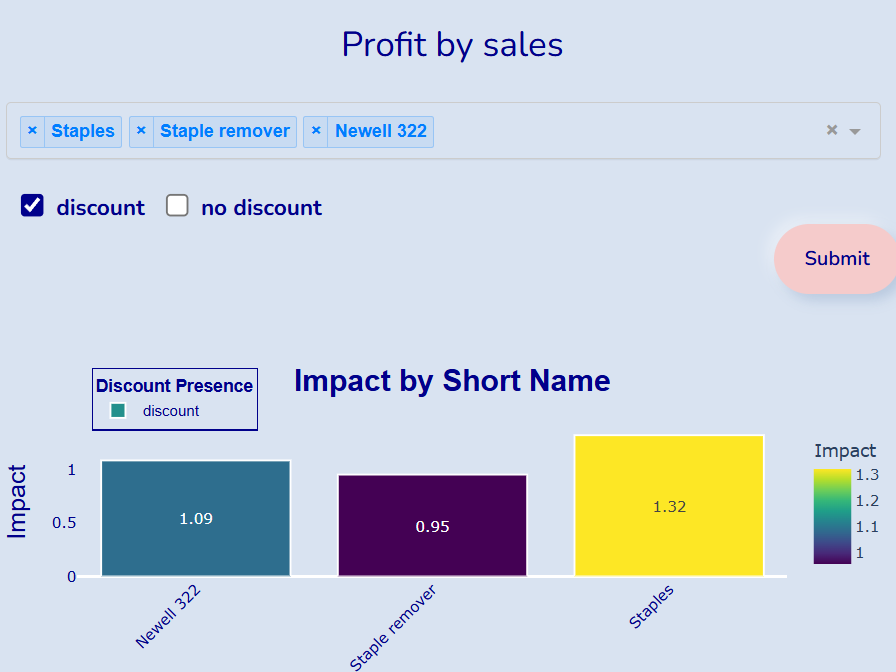 Profit by sales
× Staples × Staple remover × Newell 322 ×
discount no discount
Submit
Impact by Short Name
Discount Presence
discount
Impact
1
0.5
0
1.09
0.95
1.32
Newell 322
Staple remover
Staples
Impact
1.3
1.2
1.1
1